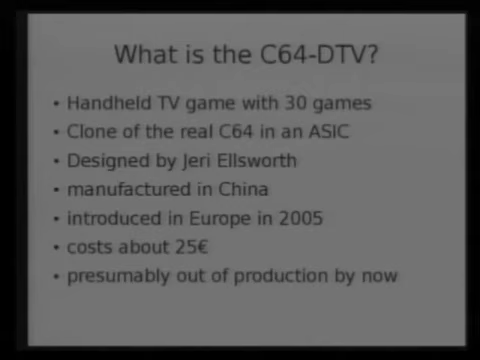 What is the C64-DTV?
• Handheld TV game with 30 games
• Clone of the real C64 in an ASIC
• Designed by Jeri Ellsworth
• manufactured in China
• introduced in Europe in 2005
• costs about 25€
• presumably out of production by now